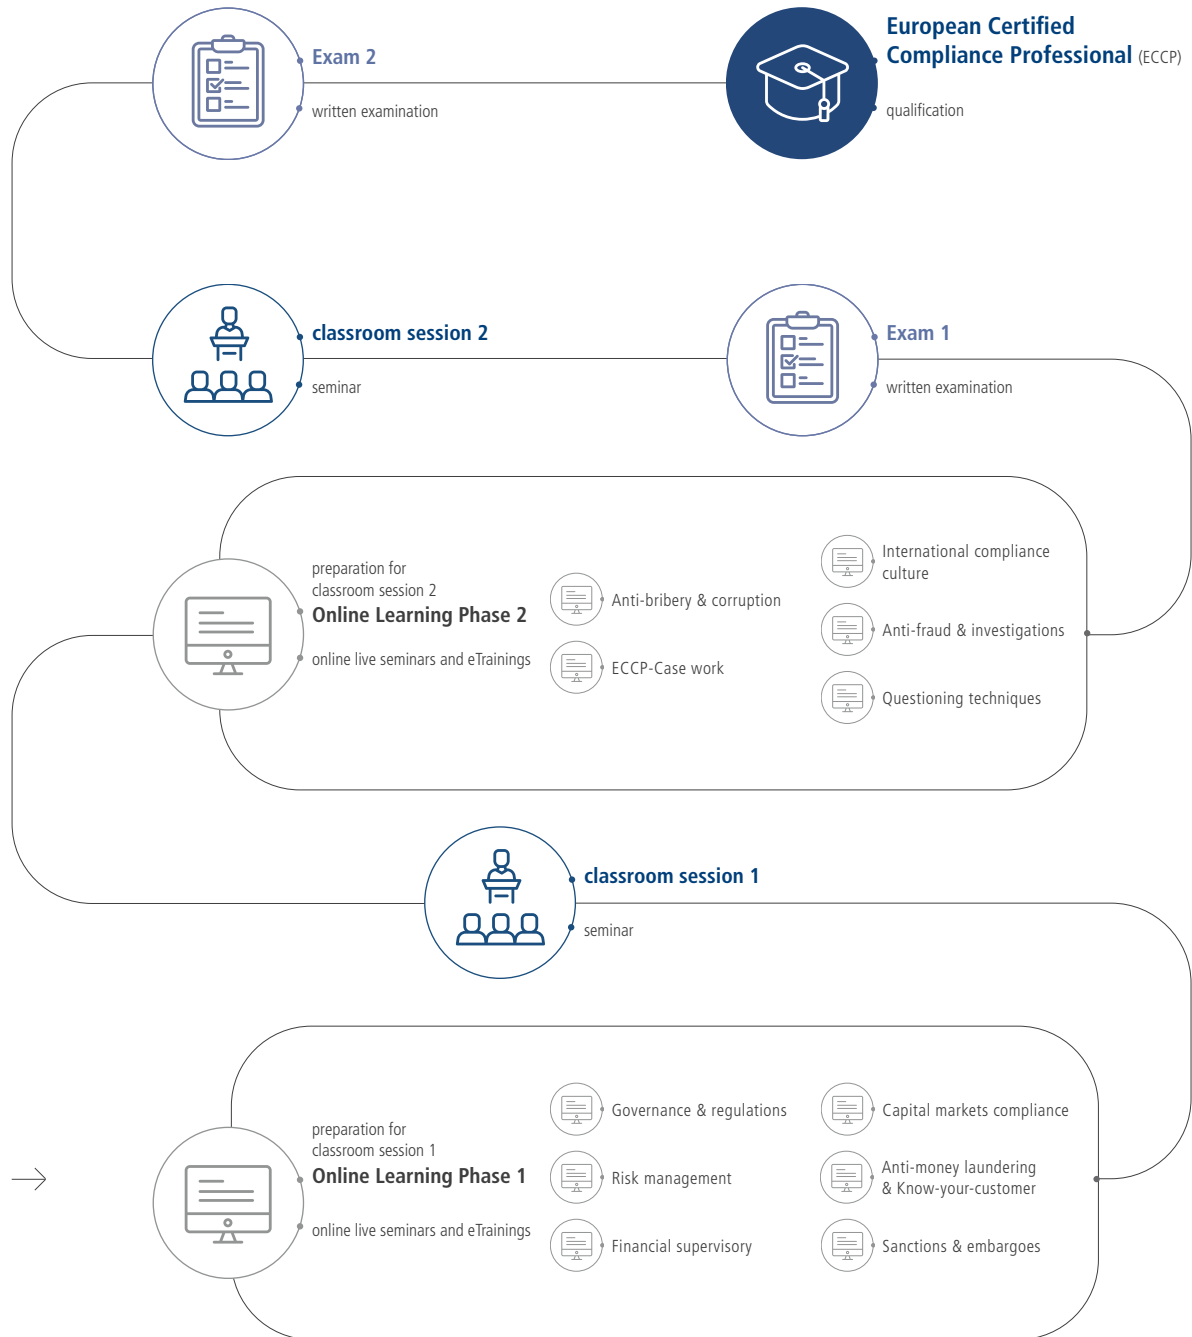 Exam 2
written examination
European Certified
Compliance Professional (ECCP)
qualification
classroom session 2
seminar
Exam 1
written examination
preparation for
classroom session 2
Online Learning Phase 2
online live seminars and eTrainings
Anti-bribery & corruption
ECCP-Case work
International compliance
culture
Anti-fraud & investigations
Questioning techniques
classroom session 1
seminar
preparation for
classroom session 1
Online Learning Phase 1
online live seminars and eTrainings
Governance & regulations
Risk management
Financial supervisory
Capital markets compliance
Anti-money laundering
& Know-your-customer
Sanctions & embargoes